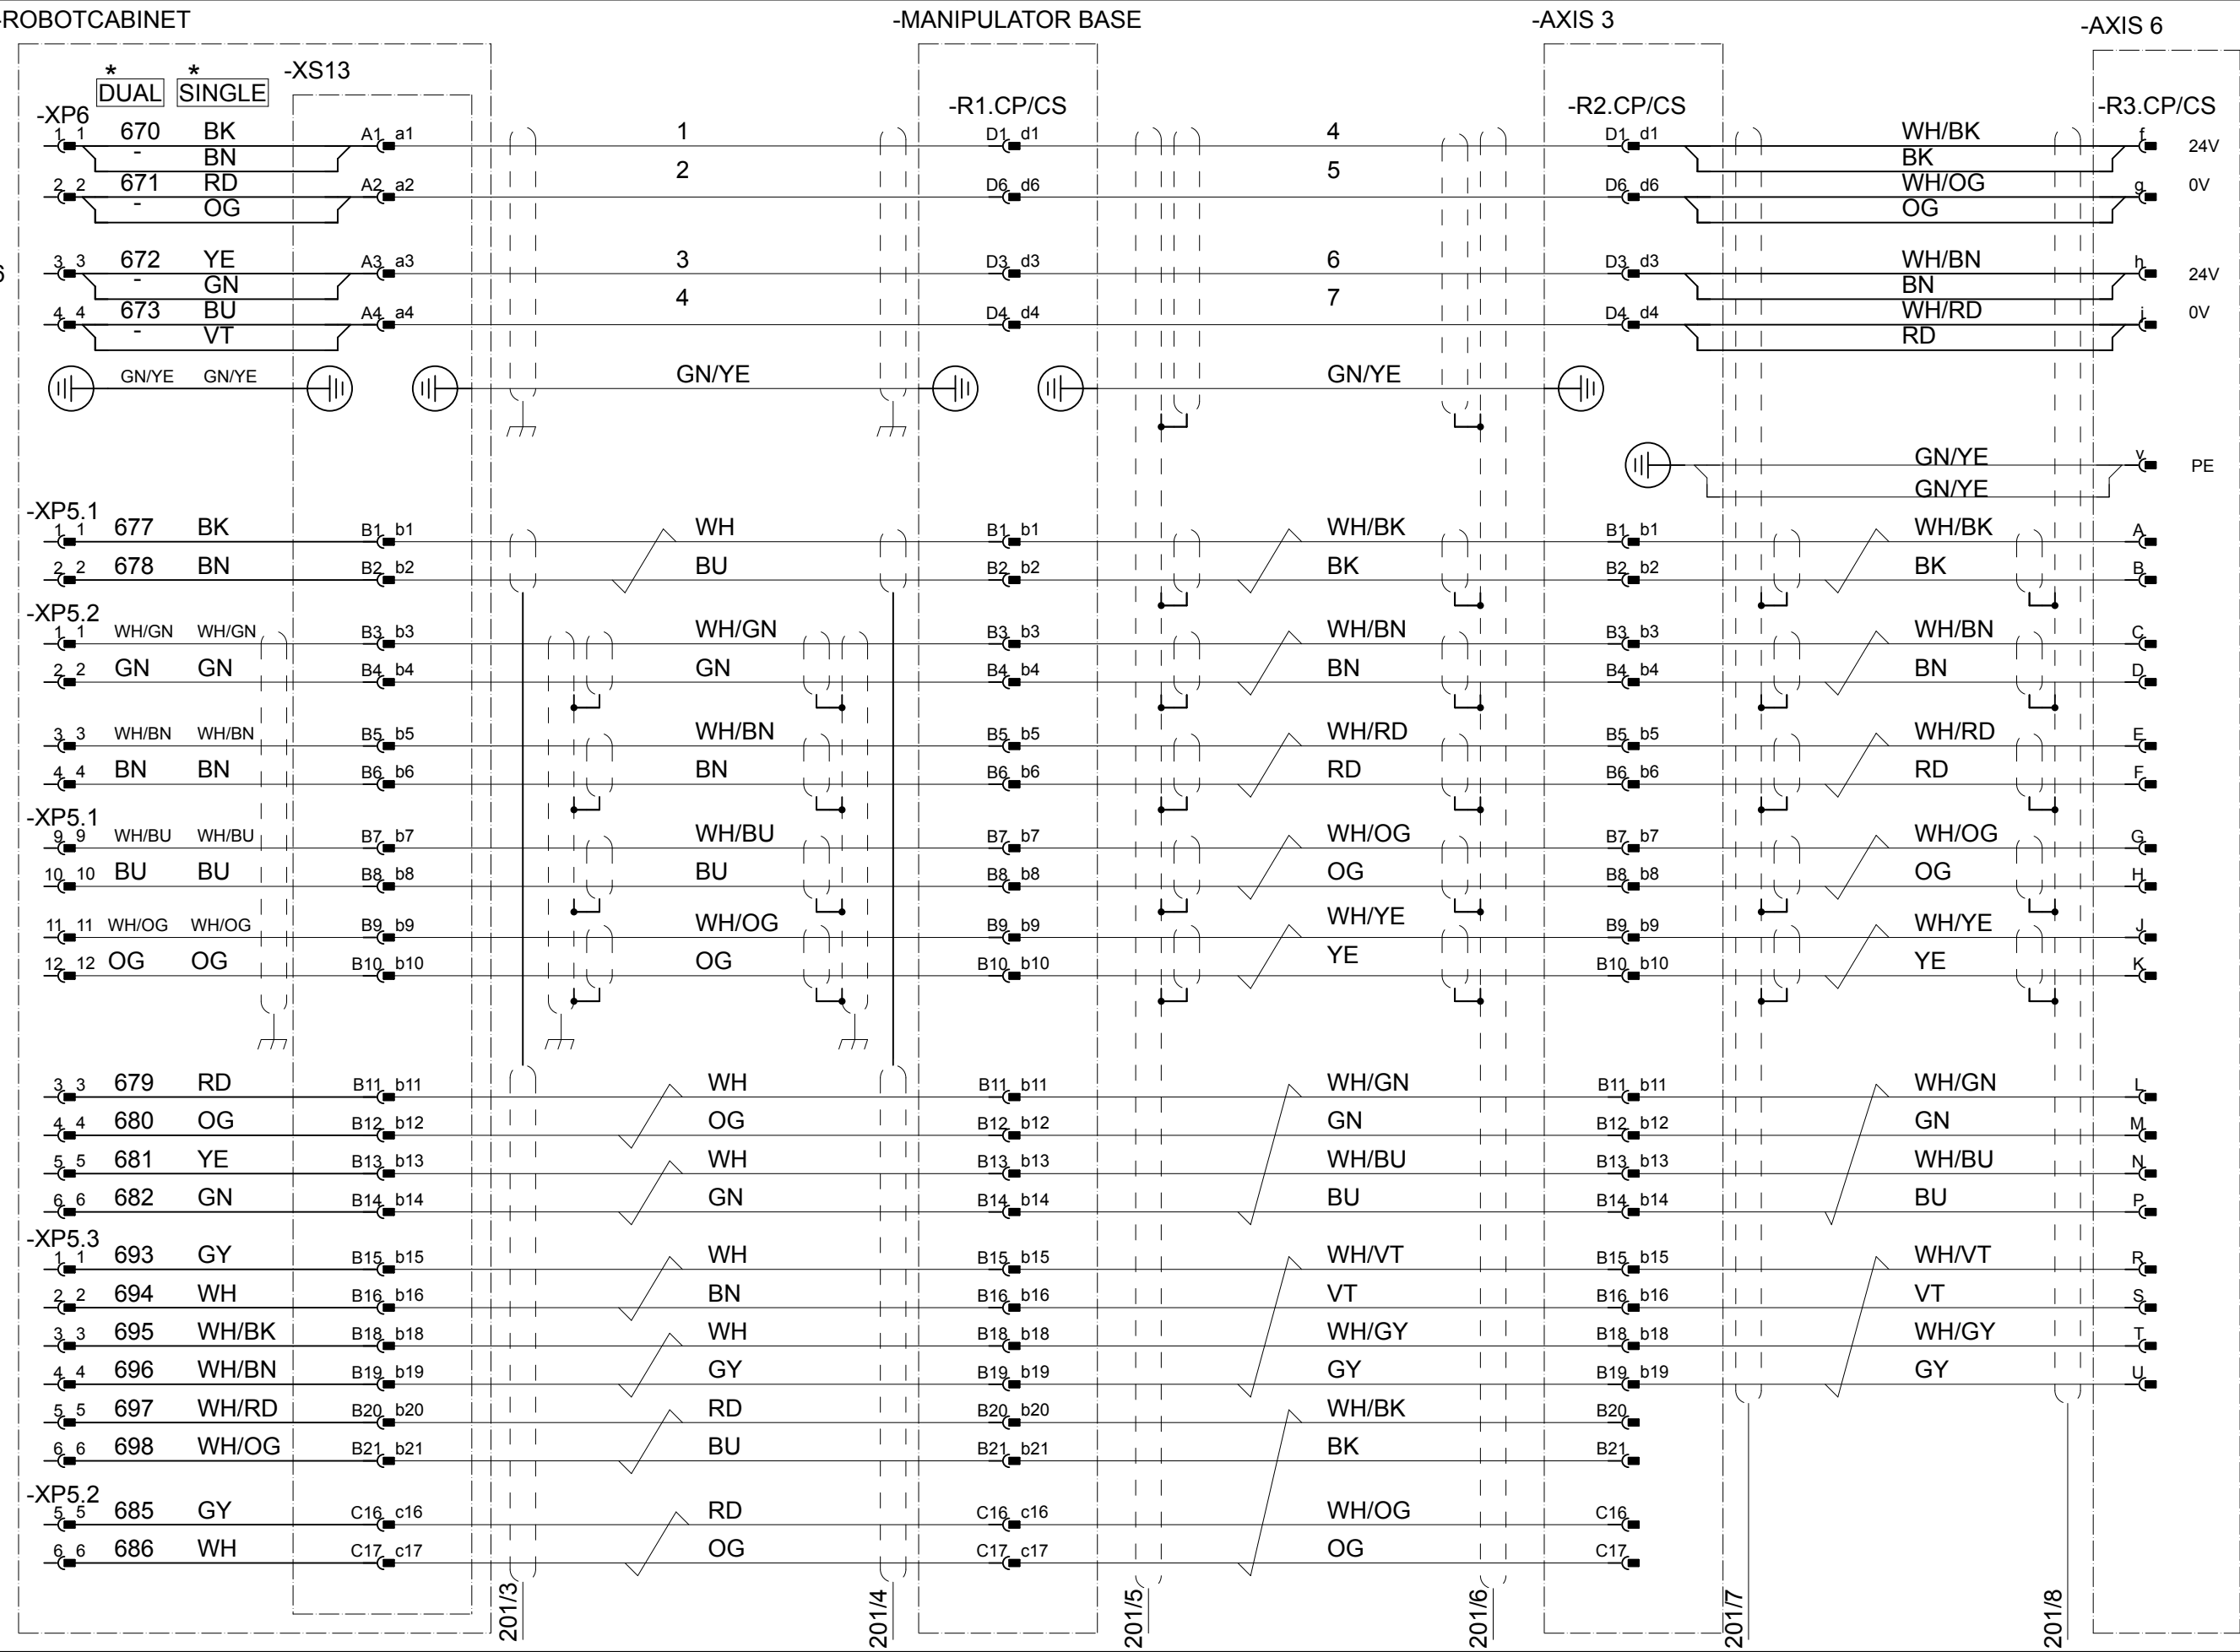 -ROBOTCABINET -MANIPULATOR BASE -AXIS 3 -AXIS 6
* * -XS13
DUAL SINGLE
-XP6 -R1.CP/CS -R2.CP/CS -R3.CP/CS
1 1 670 BK A1 a1 1 D1 d1 4 D1 d1 WH/BK f 24V
- BN BK
2 2 671 RD A2 a2 2 D6 d6 5 D6 d6 WH/OG g 0V
- OG OG
6 3 3 672 YE A3 a3 3 D3 d3 6 D3 d3 WH/BN h 24V
- GN BN
4 4 673 BU A4 a4 4 D4 d4 7 D4 d4 WH/RD j 0V
- VT RD
GN/YE GN/YE GN/YE GN/YE
GN/YE v PE
GN/YE
-XP5.1
1 1 677 BK B1 b1 WH B1 b1 WH/BK B1 b1 WH/BK A
2 2 678 BN B2 b2 BU B2 b2 BK B2 b2 BK B
-XP5.2
1 1 WH/GN WH/GN B3 b3 WH/GN B3 b3 WH/BN B3 b3 WH/BN C
2 2 GN GN B4 b4 GN B4 b4 BN B4 b4 BN D
3 3 WH/BN WH/BN B5 b5 WH/BN B5 b5 WH/RD B5 b5 WH/RD E
4 4 BN BN B6 b6 BN B6 b6 RD B6 b6 RD F
-XP5.1
9 9 WH/BU WH/BU B7 b7 WH/BU B7 b7 WH/OG B7 b7 WH/OG G
10 10 BU BU B8 b8 BU B8 b8 OG B8 b8 OG H
11 11 WH/OG WH/OG B9 b9 WH/OG B9 b9 WH/YE B9 b9 WH/YE J
12 12 OG OG B10 b10 OG B10 b10 YE B10 b10 YE K
3 3 679 RD B11 b11 WH B11 b11 WH/GN B11 b11 WH/GN L
4 4 680 OG B12 b12 OG B12 b12 GN B12 b12 GN M
5 5 681 YE B13 b13 WH B13 b13 WH/BU B13 b13 WH/BU N
6 6 682 GN B14 b14 GN B14 b14 BU B14 b14 BU P
-XP5.3
1 1 693 GY B15 b15 WH B15 b15 WH/VT B15 b15 WH/VT R
2 2 694 WH B16 b16 BN B16 b16 VT B16 b16 VT S
3 3 695 WH/BK B18 b18 WH B18 b18 WH/GY B18 b18 WH/GY T
4 4 696 WH/BN B19 b19 GY B19 b19 GY B19 b19 GY U
5 5 697 WH/RD B20 b20 RD B20 b20 WH/BK B20
6 6 698 WH/OG B21 b21 BU B21 b21 BK B21
-XP5.2
5 5 685 GY C16 c16 RD C16 c16 WH/OG C16
6 6 686 WH C17 c17 OG C17 c17 OG C17
201/3 201/4 201/5 201/6 201/7 201/8